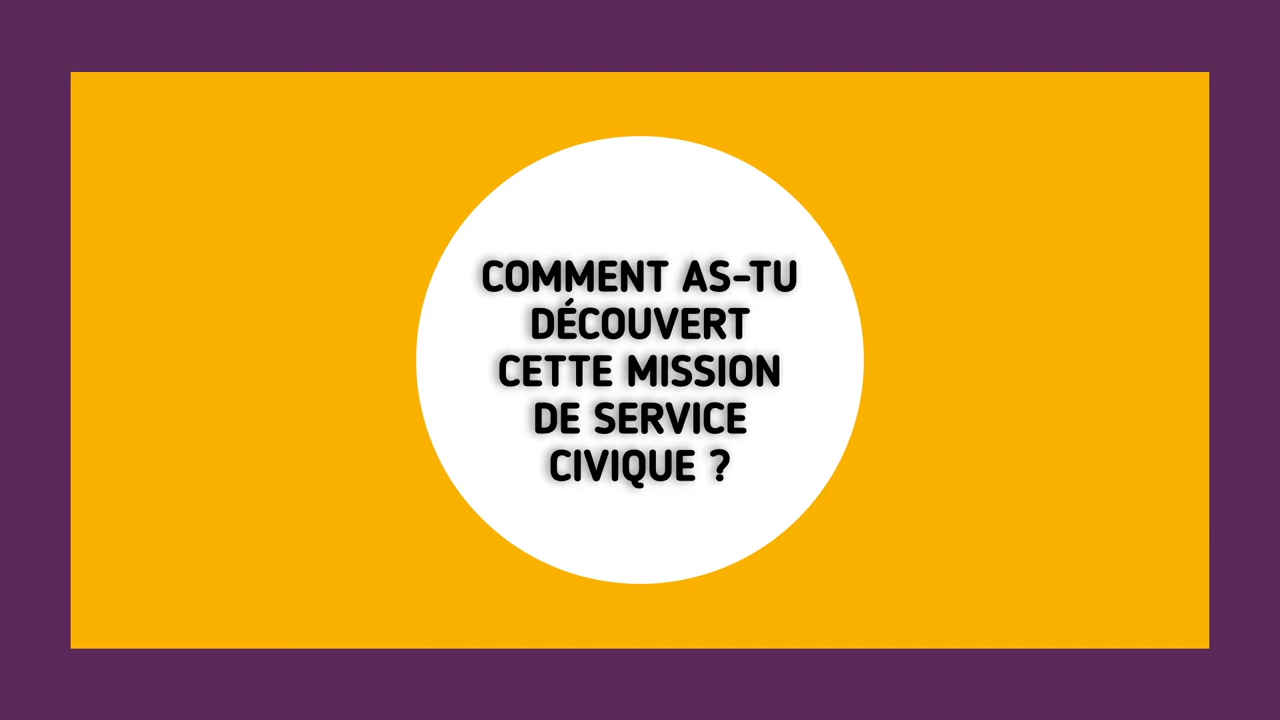 COMMENT AS-TU
DÉCOUVERT
CETTE MISSION
DE SERVICE
CIVIQUE ?